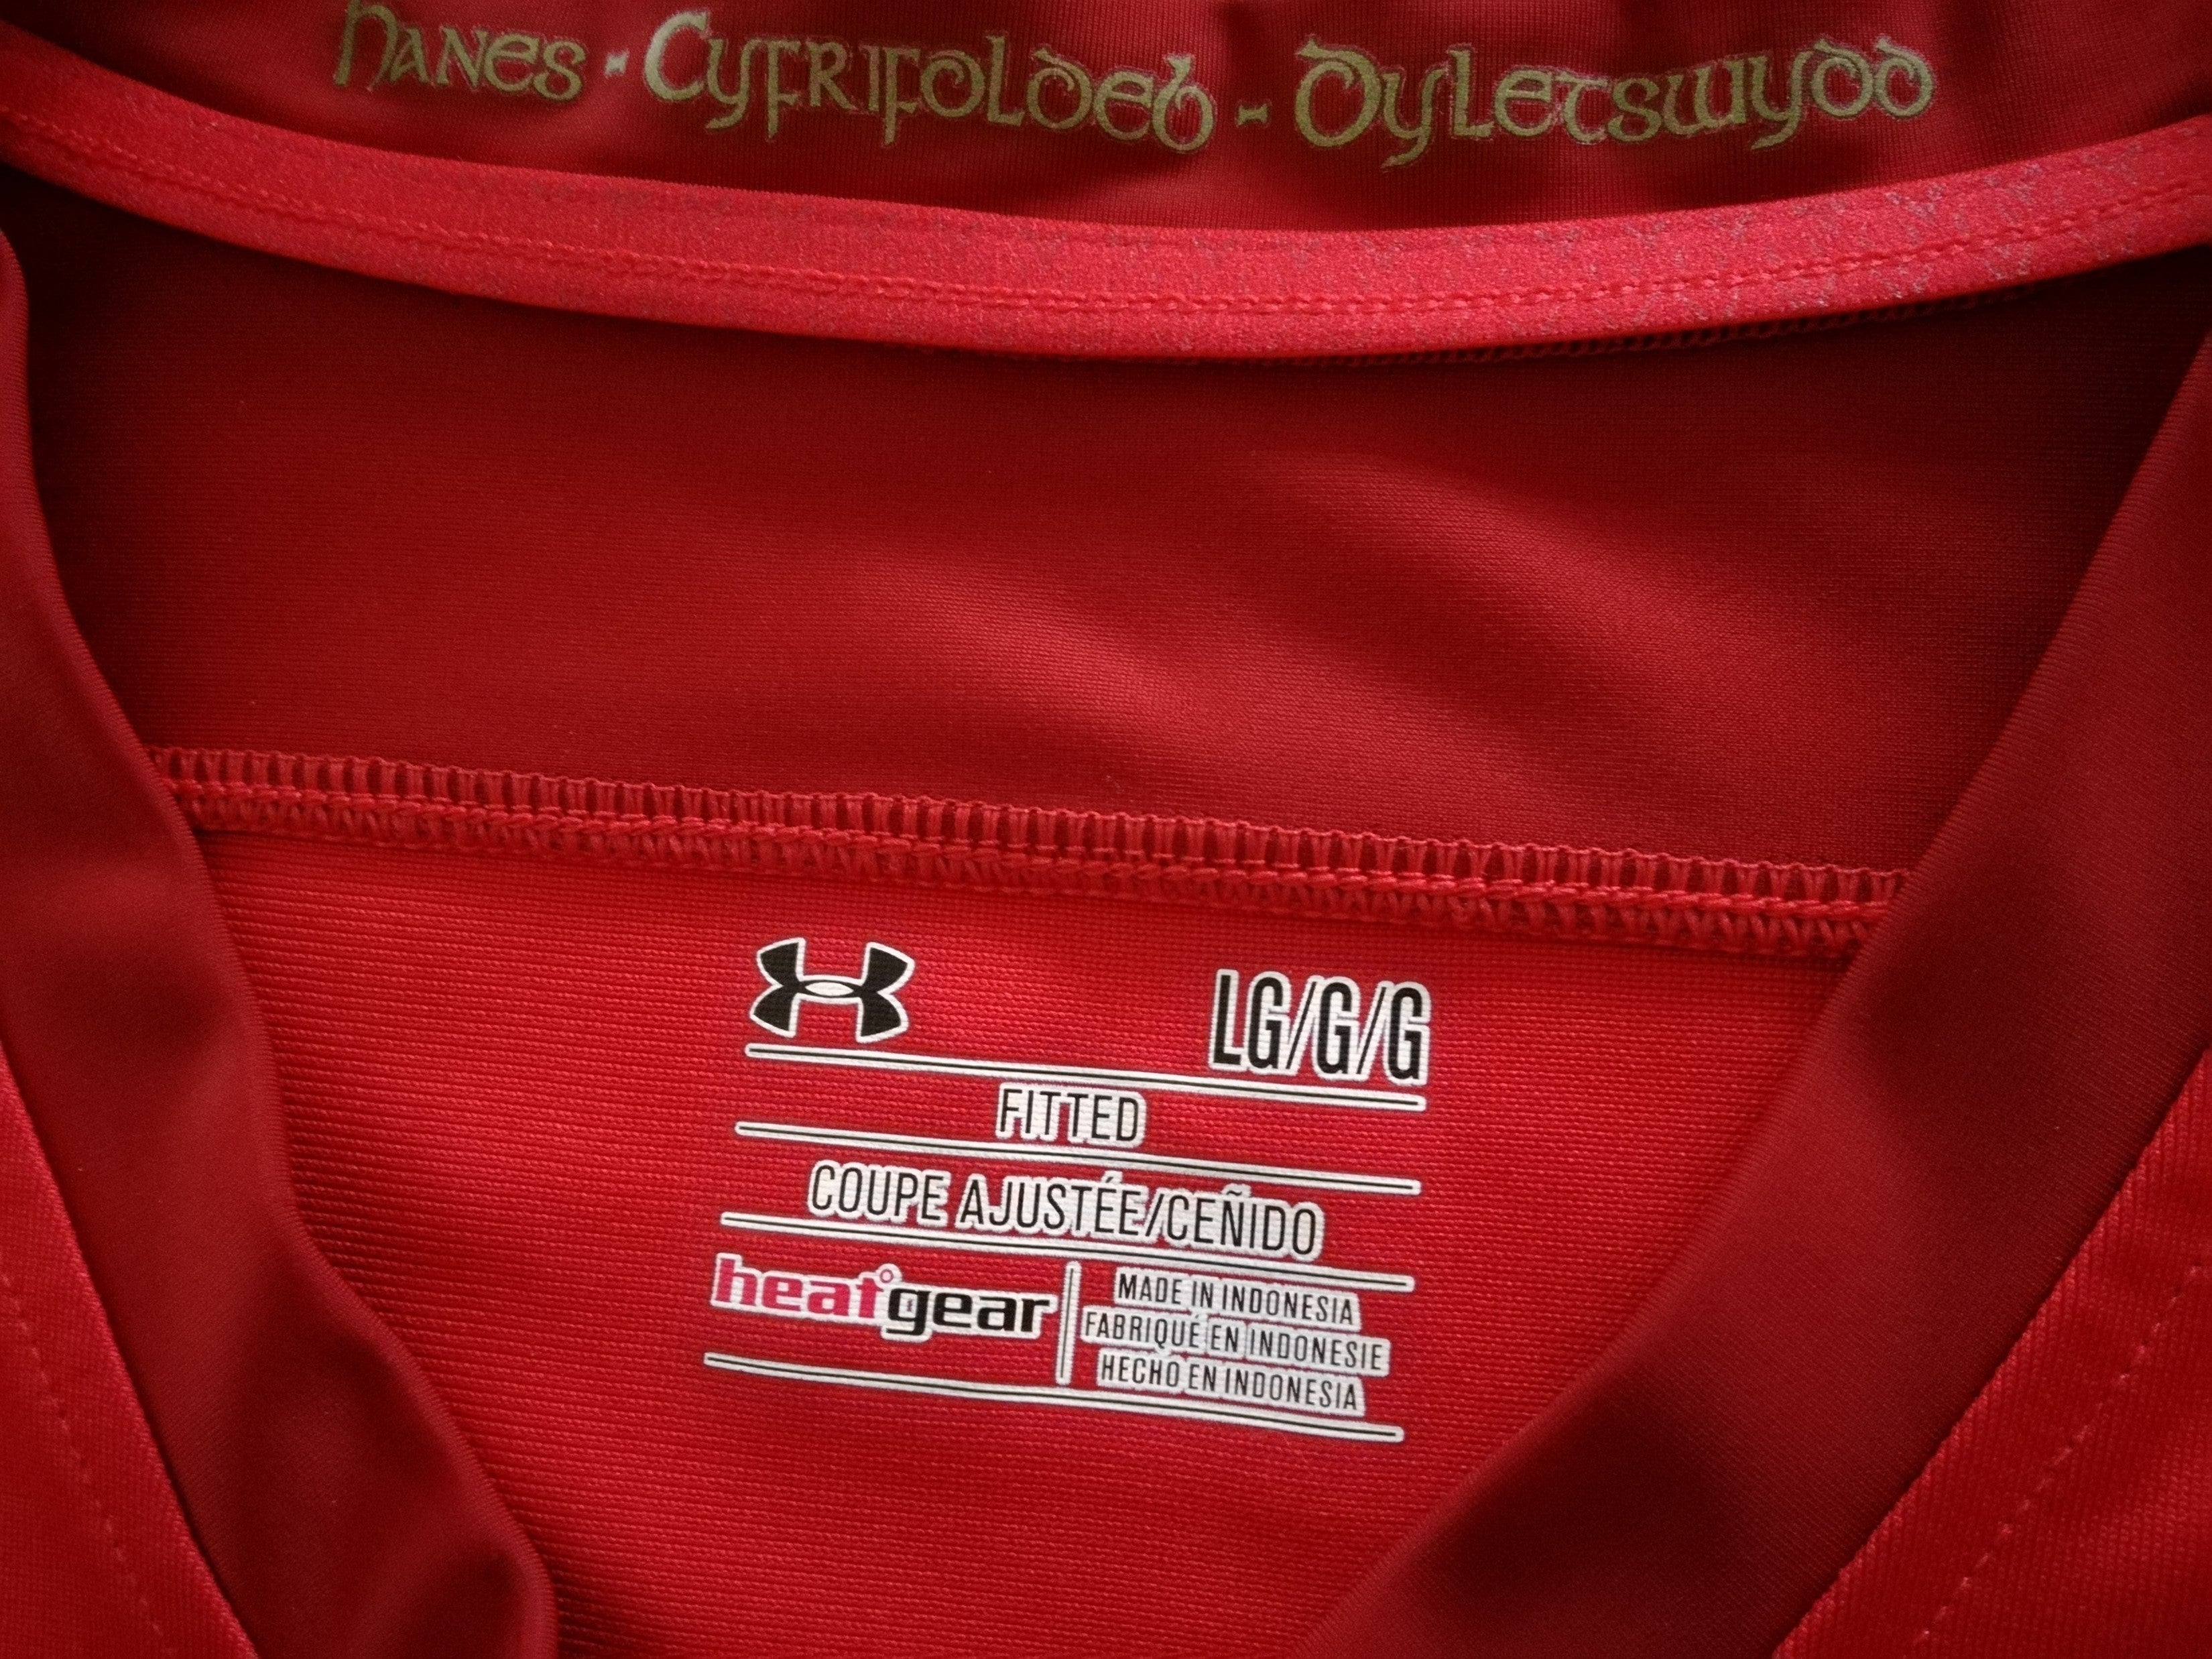 Hanes - Cyfrifoldeb - Dyletswydd
LG/G/G
FITTED
COUPE AJUSTÉE/CEÑIDO
heatgear
MADE IN INDONESIA
FABRIQUÉ EN INDONESIE
HECHO EN INDONESIA